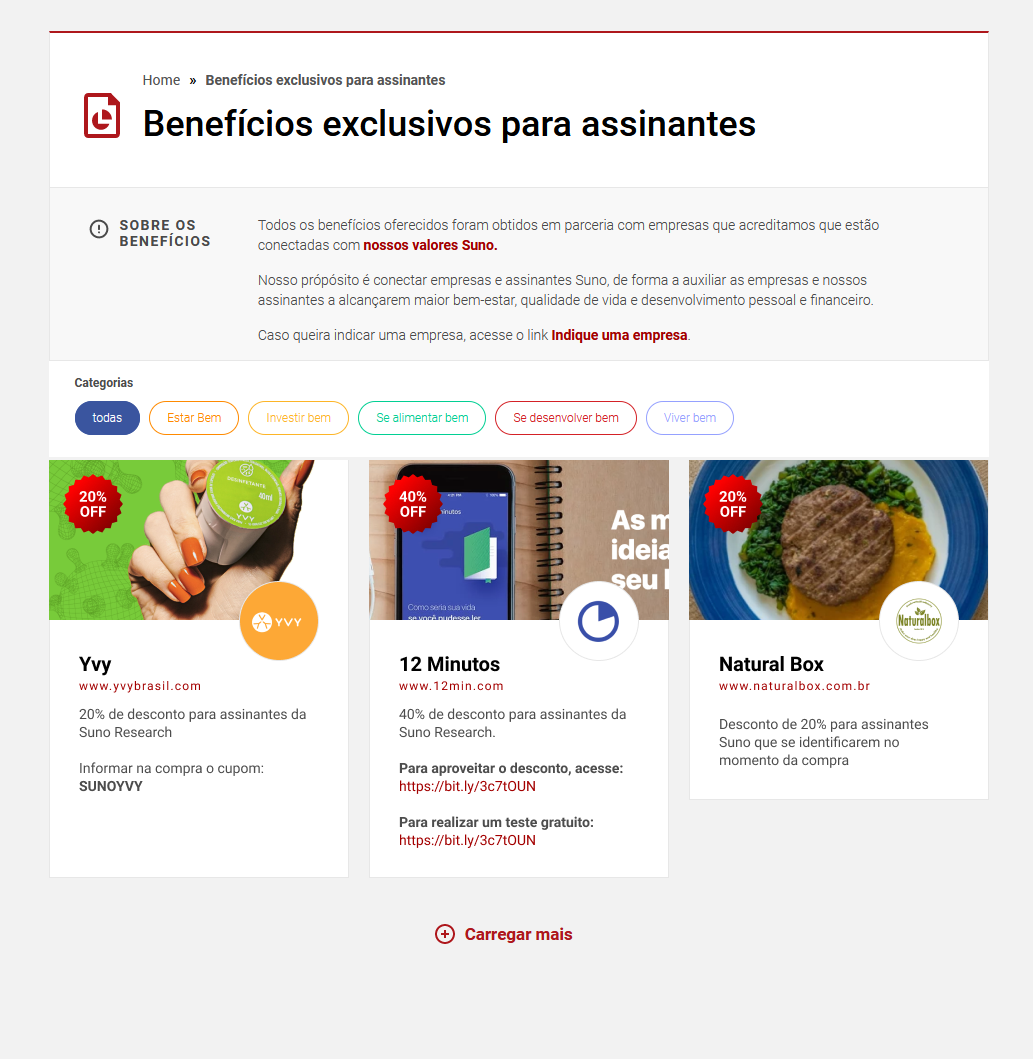 Home » Benefícios exclusivos para assinantes
Benefícios exclusivos para assinantes
SOBRE OS
BENEFÍCIOS
Todos os benefícios oferecidos foram obtidos em parceria com empresas que acreditamos que estão
conectadas com nossos valores Suno.
Nosso própósito é conectar empresas e assinantes Suno, de forma a auxiliar as empresas e nossos
assinantes a alcançarem maior bem-estar, qualidade de vida e desenvolvimento pessoal e financeiro.
Caso queira indicar uma empresa, acesse o link Indique uma empresa.
Categorias
todas
Estar Bem
Investir bem
Se alimentar bem
Se desenvolver bem
Viver bem
20%
OFF
DESINFETANTE
40ml
YVY
YVY
Yvy
www.yvybrasil.com
20% de desconto para assinantes da
Suno Research
Informar na compra o cupom:
SUNOYVY
40%
OFF
minutos
As m
ideia
seu l
Como seria sua vida
se você pudesse ler
12 Minutos
www.12min.com
40% de desconto para assinantes da
Suno Research.
Para aproveitar o desconto, acesse:
https://bit.ly/3c7tOUN
Para realizar um teste gratuito:
https://bit.ly/3c7tOUN
20%
OFF
Naturalbox
Natural Box
www.naturalbox.com.br
Desconto de 20% para assinantes
Suno que se identificarem no
momento da compra
Carregar mais